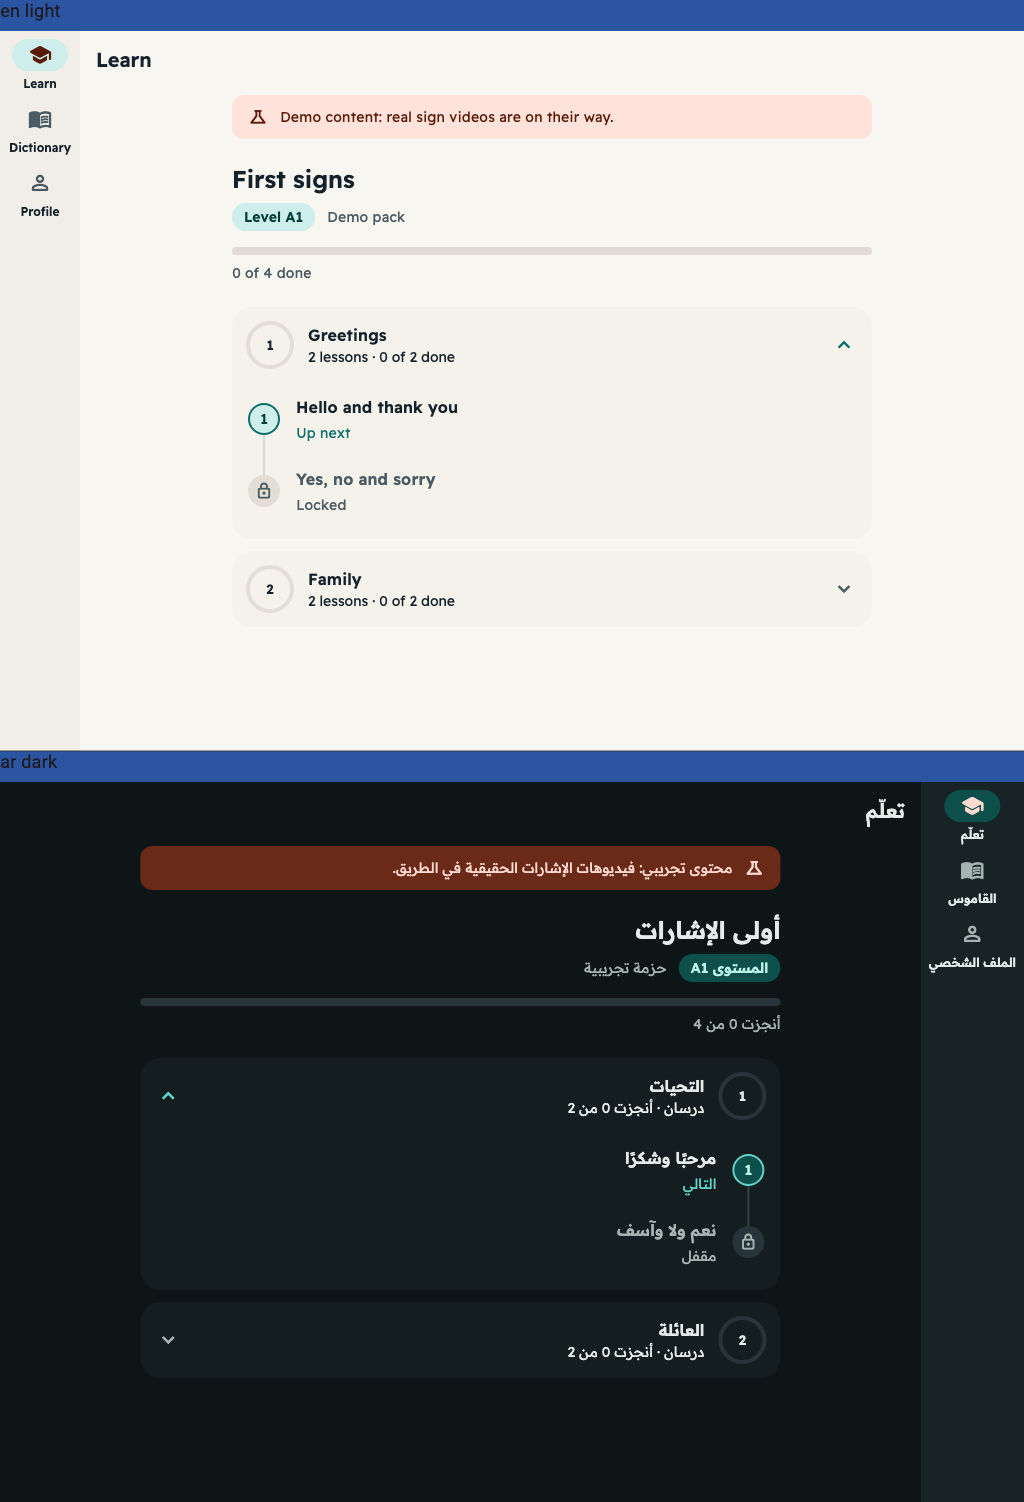 en light
Learn
Dictionary
Profile
Learn
Demo content: real sign videos are on their way.
First signs
Level A1 Demo pack
0 of 4 done
1
Greetings
2 lessons · 0 of 2 done
1
Hello and thank you
Up next
Yes, no and sorry
Locked
2
Family
2 lessons · 0 of 2 done
ar dark
تعلّم
القاموس
الملف الشخصي
تعلّم
محتوى تجريبي: فيديوهات الإشارات الحقيقية في الطريق.
أولى الإشارات
المستوى A1 حزمة تجريبية
أنجزت 0 من 4
1
التحيات
درسان · أنجزت 0 من 2
1
مرحبًا وشكرًا
التالي
نعم ولا وآسف
مقفل
2
العائلة
درسان · أنجزت 0 من 2